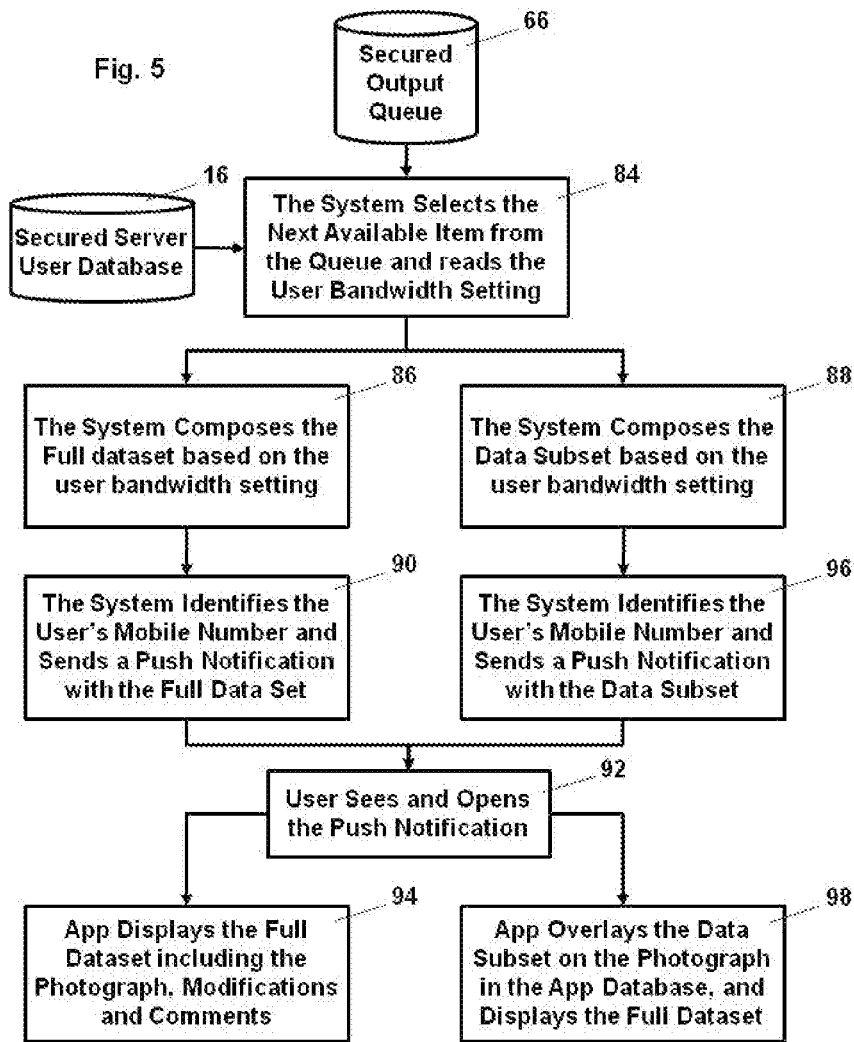 Fig. 5
66
Secured
Output
Queue
16
Secured Server
User Database
84
The System Selects the
Next Available Item from
the Queue and reads the
User Bandwidth Setting
86
The System Composes the
Full dataset based on the
user bandwidth setting
88
The System Composes the
Data Subset based on the
user bandwidth setting
90
The System Identifies the
User's Mobile Number and
Sends a Push Notification
with the Full Data Set
96
The System Identifies the
User's Mobile Number and
Sends a Push Notification
with the Data Subset
92
User Sees and Opens
the Push Notification
94
App Displays the Full
Dataset including the
Photograph, Modifications
and Comments
98
App Overlays the Data
Subset on the Photograph
in the App Database, and
Displays the Full Dataset